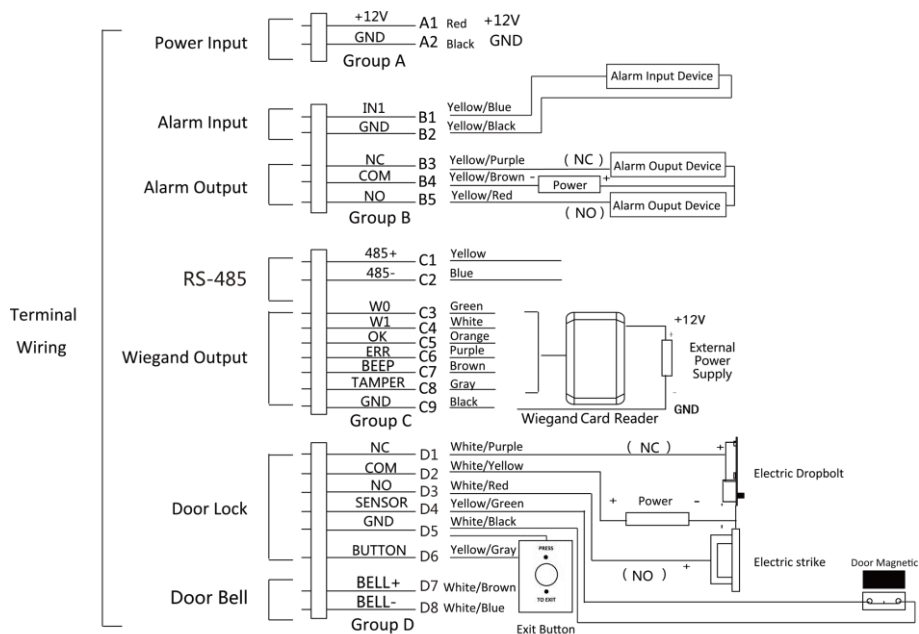 Terminal
Wiring
Power Input
+12V A1 Red +12V
GND A2 Black GND
Group A
Alarm Input
IN1 B1 Yellow/Blue
GND B2 Yellow/Black
Alarm Input Device
Alarm Output
NC B3 Yellow/Purple (NC) Alarm Ouput Device
COM B4 Yellow/Brown - Power +
NO B5 Yellow/Red (NO) Alarm Ouput Device
Group B
RS-485
485+ C1 Yellow
485- C2 Blue
Wiegand Output
W0 C3 Green
W1 C4 White
OK C5 Orange
ERR C6 Purple
BEEP C7 Brown
TAMPER C8 Gray
GND C9 Black
Group C
Wiegand Card Reader
+12V
+
External
Power
Supply
-
GND
Door Lock
NC D1 White/Purple (NC) +
COM D2 White/Yellow
NO D3 White/Red
SENSOR D4 Yellow/Green
GND D5 White/Black
BUTTON D6 Yellow/Gray
Electric Dropbolt
-
+ Power -
-
(NO) +
Electric strike
Door Magnetic
PRESS
TO EXIT
Exit Button
Door Bell
BELL+ D7 White/Brown
BELL- D8 White/Blue
Group D